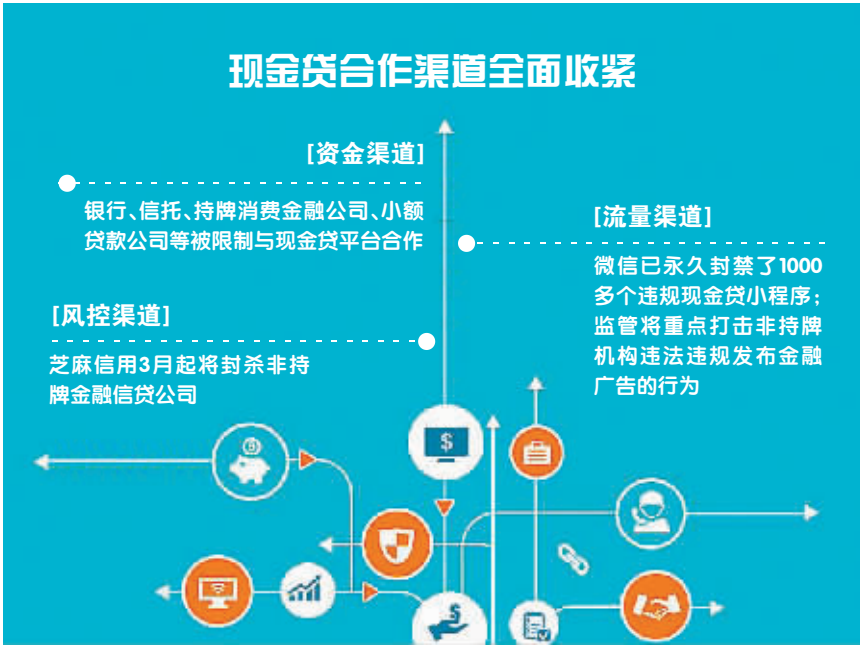 现金贷合作渠道全面收紧
[资金渠道]
银行、信托、持牌消费金融公司、小额
贷款公司等被限制与现金贷平台合作
[流量渠道]
微信已永久封禁了1000
多个违规现金贷小程序；
监管将重点打击非持牌
机构违法违规发布金融
广告的行为
[风控渠道]
芝麻信用3月起将封杀非持
牌金融信贷公司
$
$